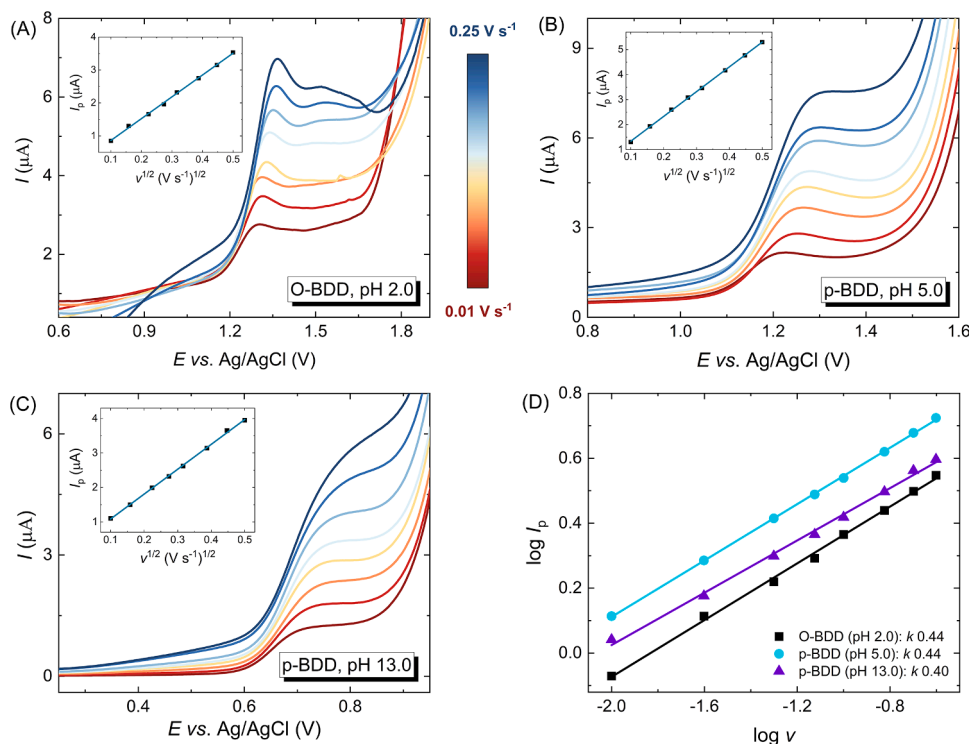 (A)
8
6
4
2
I (μA)
0.6
0.9
1.2
1.5
1.8
E vs. Ag/AgCl (V)
4
3
2
1
Ip (μA)
0.1
0.2
0.3
0.4
0.5
v1/2 (V s-1)1/2
O-BDD, pH 2.0
0.25 V s-1
0.01 V s-1
(B)
9
6
3
0
I (μA)
0.8
1.0
1.2
1.4
1.6
E vs. Ag/AgCl (V)
5
4
3
2
1
Ip (μA)
0.1
0.2
0.3
0.4
0.5
v1/2 (V s-1)1/2
p-BDD, pH 5.0
(C)
6
3
0
I (μA)
0.4
0.6
0.8
E vs. Ag/AgCl (V)
4
3
2
1
Ip (μA)
0.1
0.2
0.3
0.4
0.5
v1/2 (V s-1)1/2
p-BDD, pH 13.0
(D)
0.8
0.6
0.4
0.2
0.0
log Ip
-2.0
-1.6
-1.2
-0.8
log v
O-BDD (pH 2.0): k 0.44
p-BDD (pH 5.0): k 0.44
p-BDD (pH 13.0): k 0.40